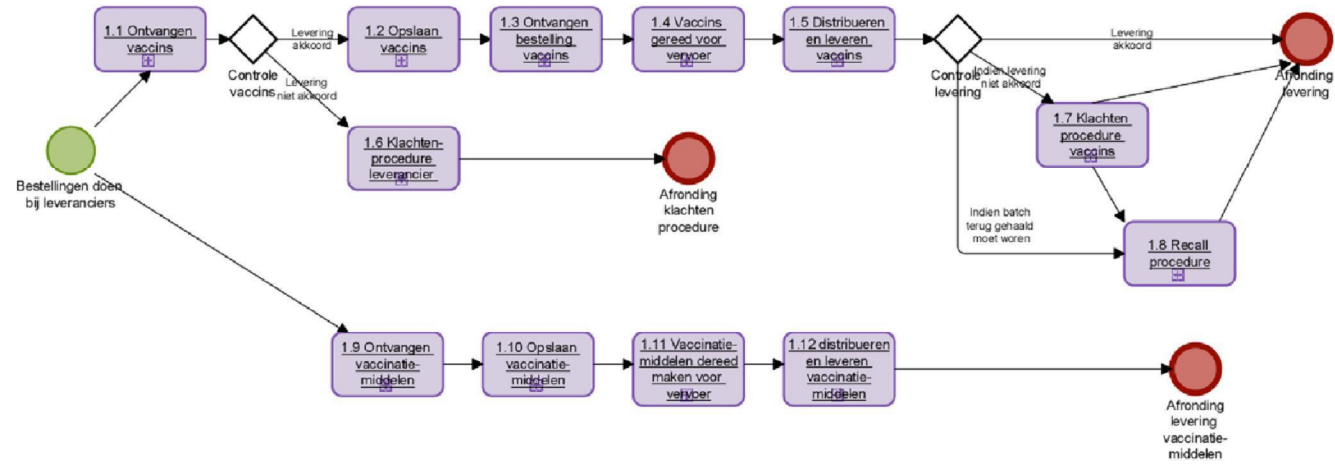 1.1 Ontvangen
vaccins
Controle
vaccins
Levering
akkoord
Levering
niet akkoord
1.2 Opslaan
vaccins
1.3 Ontvangen
bestelling
vaccins
1.4 Vaccins
gereed voor
vervoer
1.5 Distribueren
en leveren
vaccins
Controle
levering
Levering
akkoord
Indien levering
niet akkoord
Afronding
levering
1.7 Klachten
procedure
vaccins
1.6 Klachten-
procedure
leverancier
Afronding
klachten
procedure
Bestellingen doen
bij leveranciers
Indien batch
terug gehaald
moet woren
1.8 Recall
procedure
1.9 Ontvangen
vaccinatie-
middelen
1.10 Opslaan
vaccinatie-
middelen
1.11 Vaccinatie-
middelen dereed
maken voor
vervoer
1.12 distribueren
en leveren
vaccinatie-
middelen
Afronding
levering
vaccinatie-
middelen